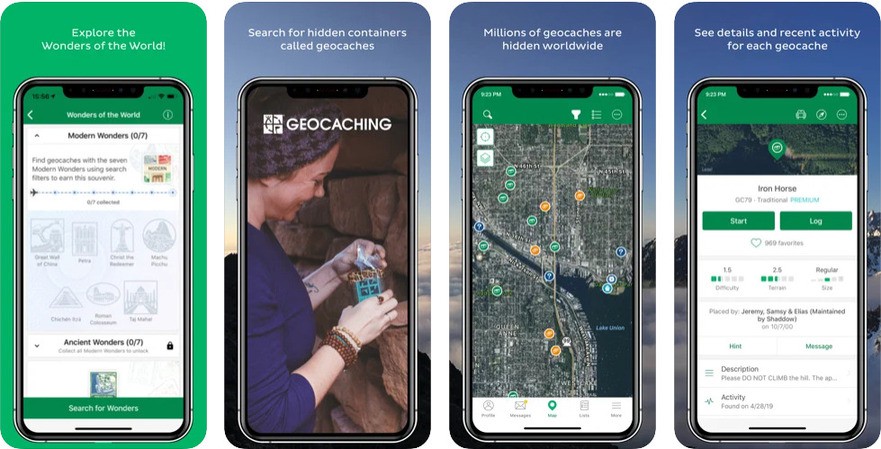 Explore the
Wonders of the World!
Wonders of the World
Modern Wonders (0/7)
Find geocaches with the seven
Modern Wonders using search
filters to earn this souvenir.
MODERN
0/7 collected
Great Wall
of China
Petra
Christ the
Redeemer
Machu
Picchu
Chichén Itzá
Roman
Colosseum
Taj Mahal
Ancient Wonders (0/7)
Collect all Modern Wonders to unlock
Search for Wonders
Search for hidden containers
called geocaches
GEOCACHING
Millions of geocaches are
hidden worldwide
9:23 PM
N 46TH ST
N 45TH ST
QUEEN
ANNE
Lake Union
Profile
Messages
Map
Lists
More
See details and recent activity
for each geocache
9:23 PM
Legal
Iron Horse
GC79 - Traditional PREMIUM
Start
Log
969 favorites
1.5
Difficulty
2.5
Terrain
Regular
Size
Placed by: Jeremy, Samsy & Elias (Maintained
by Shaddow)
on 10/7/00
Hint
Message
Description
Please DO NOT CLIMB the hill. The ap...
Activity
Found on 4/28/19